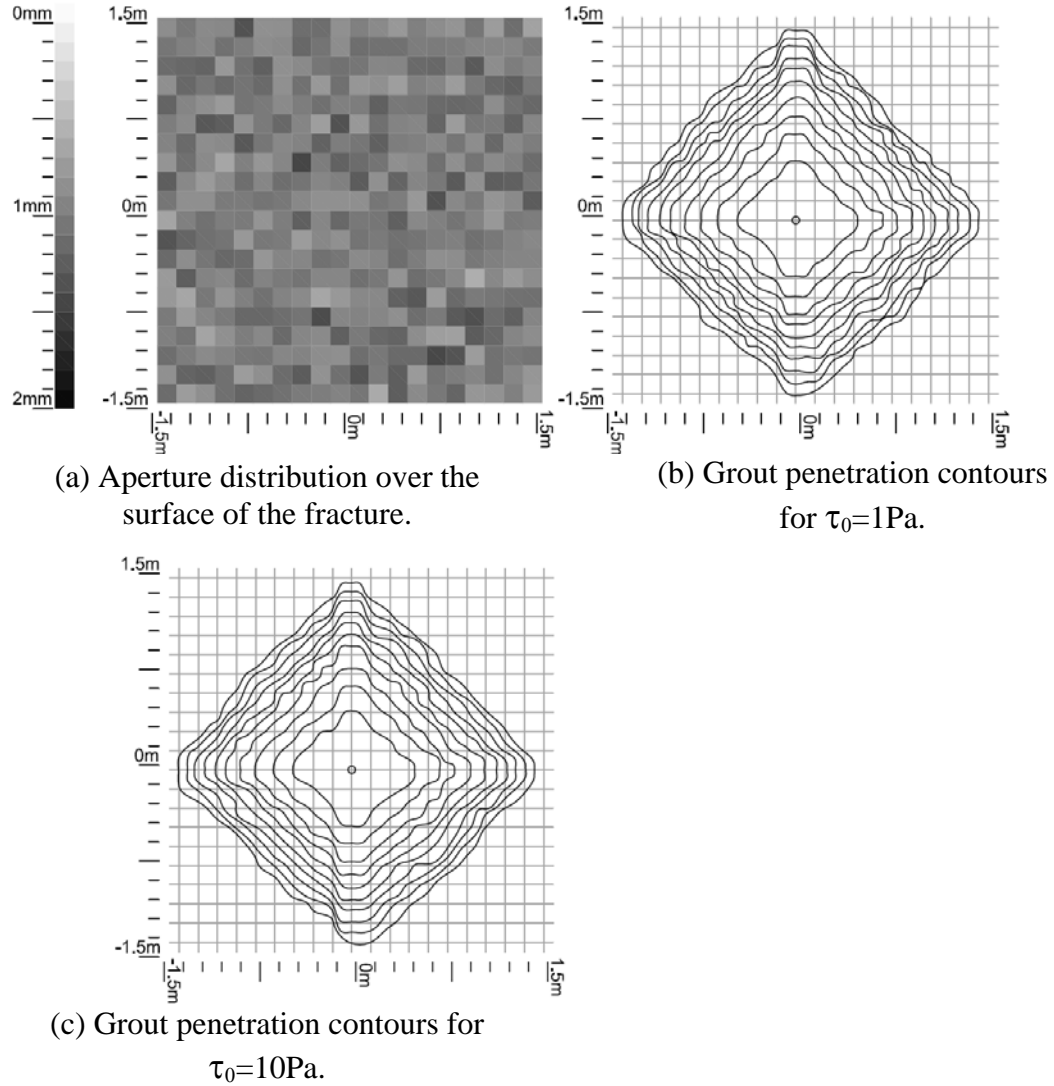 0mm
1mm
2mm
1.5m
0m
-1.5m
-1.5m
0m
1.5m
(a) Aperture distribution over the
surface of the fracture.
1.5m
0m
-1.5m
-1.5m
0m
1.5m
(b) Grout penetration contours
for τ0=1Pa.
1.5m
0m
-1.5m
-1.5m
0m
1.5m
(c) Grout penetration contours for
τ0=10Pa.